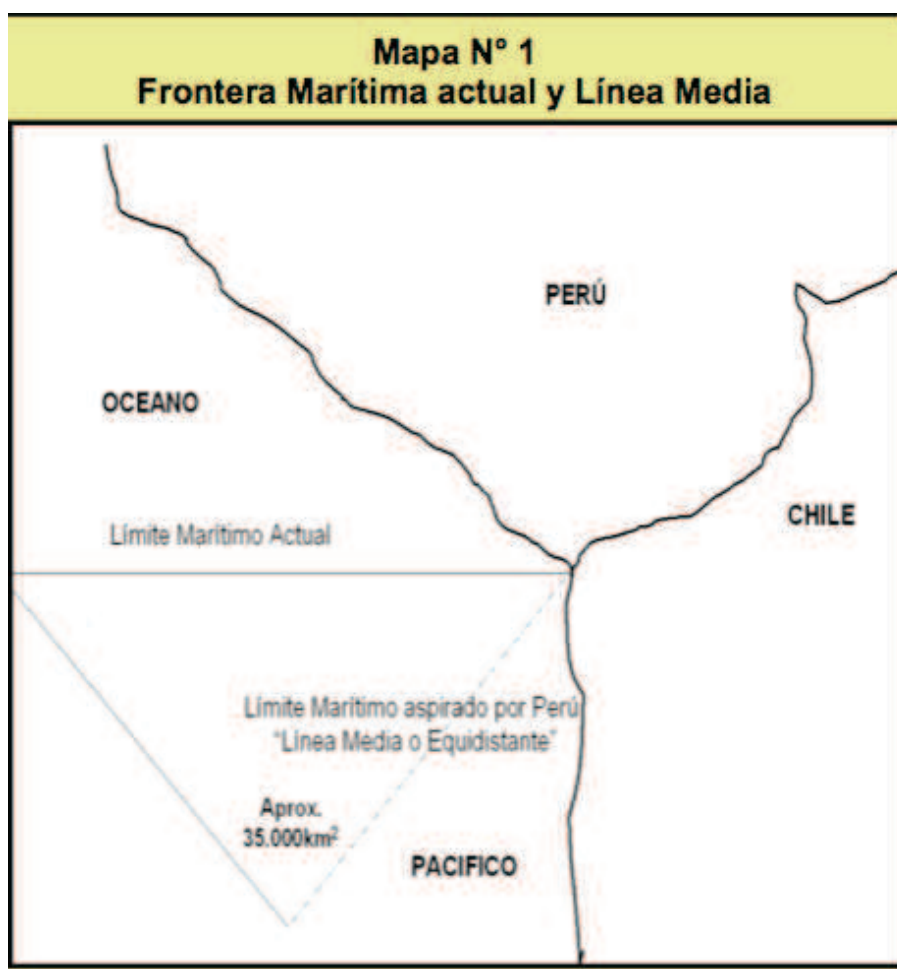 Mapa N° 1
Frontera Marítima actual y Línea Media
PERÚ
OCEANO
CHILE
Límite Marítimo Actual
Límite Marítimo aspirado por Perú
“Línea Media o Equidistante”
Aprox.
35.000km²
PACIFICO